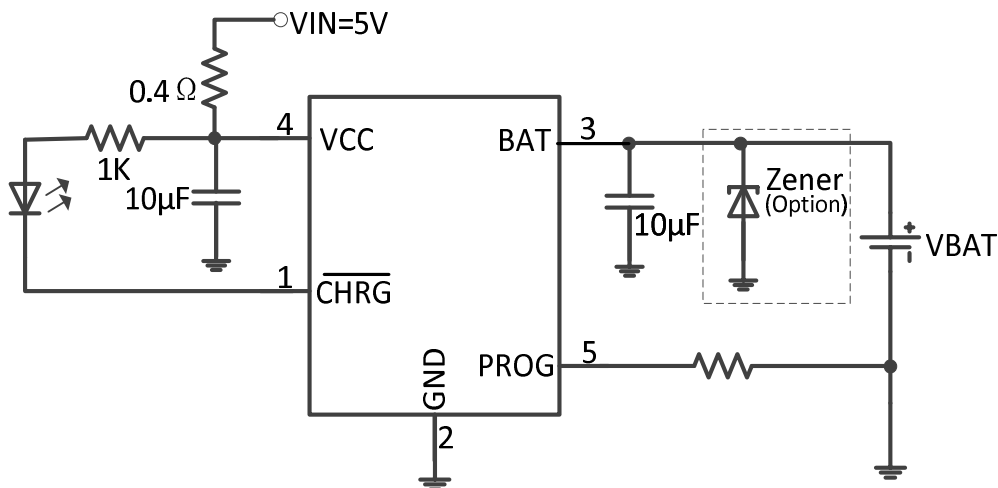 VIN=5V
0.4 Ω
4
VCC
BAT
3
1K
10μF
Zener
(Option)
10μF
+
VBAT
-
1
CHRG
PROG
5
GND
2